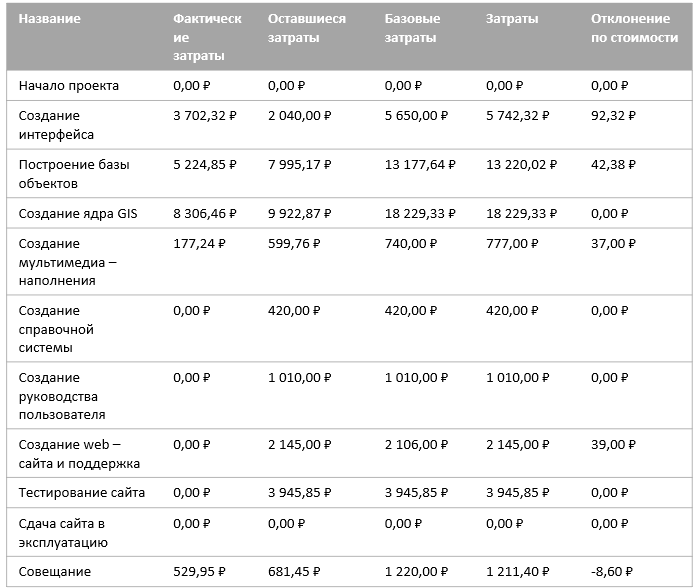 Название Фактическ Оставшиеся Базовые Затраты Отклонение
ие затраты затраты по стоимости
затраты
Начало проекта 0,00 ₽ 0,00 ₽ 0,00 ₽ 0,00 ₽ 0,00 ₽
Создание 3 702,32 ₽ 2 040,00 ₽ 5 650,00 ₽ 5 742,32 ₽ 92,32 ₽
интерфейса
Построение базы 5 224,85 ₽ 7 995,17 ₽ 13 177,64 ₽ 13 220,02 ₽ 42,38 ₽
объектов
Создание ядра GIS 8 306,46 ₽ 9 922,87 ₽ 18 229,33 ₽ 18 229,33 ₽ 0,00 ₽
Создание 177,24 ₽ 599,76 ₽ 740,00 ₽ 777,00 ₽ 37,00 ₽
мультимедиа –
наполнения
Создание 0,00 ₽ 420,00 ₽ 420,00 ₽ 420,00 ₽ 0,00 ₽
справочной
системы
Создание 0,00 ₽ 1 010,00 ₽ 1 010,00 ₽ 1 010,00 ₽ 0,00 ₽
руководства
пользователя
Создание web – 0,00 ₽ 2 145,00 ₽ 2 106,00 ₽ 2 145,00 ₽ 39,00 ₽
сайта и поддержка
Тестирование сайта 0,00 ₽ 3 945,85 ₽ 3 945,85 ₽ 3 945,85 ₽ 0,00 ₽
Сдача сайта в 0,00 ₽ 0,00 ₽ 0,00 ₽ 0,00 ₽ 0,00 ₽
эксплуатацию
Совещание 529,95 ₽ 681,45 ₽ 1 220,00 ₽ 1 211,40 ₽ -8,60 ₽